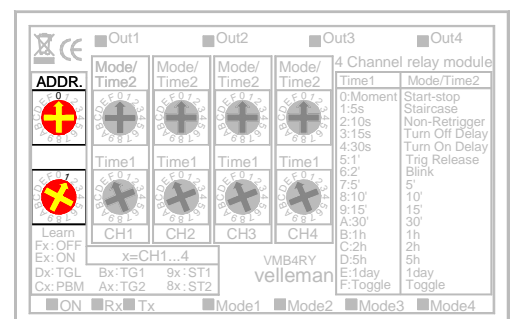 Out1 Out2 Out3 Out4
4 Channel relay module
ADDR.
Mode/ Time2 Mode/ Time2 Mode/ Time2 Mode/ Time2
Time1 Mode/Time2
0:Moment Start-stop
1:5s Staircase
2:10s Non-Retrigger
3:15s Turn Off Delay
4:30s Turn On Delay
5:1' Trig Release
6:2' Blink
7:5' 5'
8:10' 10'
9:15' 15'
A:30' 30'
B:1h 1h
C:2h 2h
D:5h 5h
E:1day 1day
F:Toggle Toggle
Time1 Time1 Time1 Time1
CH1 CH2 CH3 CH4
Learn
Fx:OFF
Ex:ON
Dx:TGL
Cx:PBM
x=CH1...4
Bx:TG1 9x:ST1
Ax:TG2 8x:ST2
VMB4RY
velleman
ON Rx Tx Mode1 Mode2 Mode3 Mode4